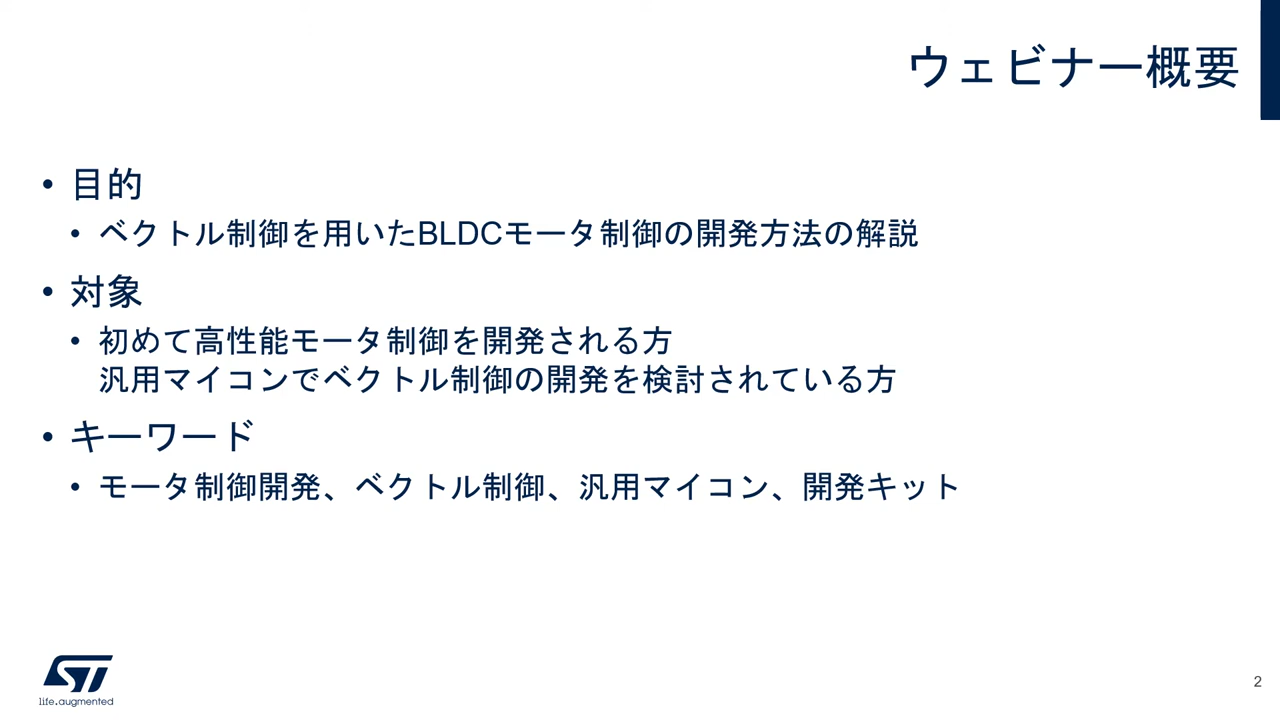 ウェビナー概要
• 目的
• ベクトル制御を用いたBLDCモータ制御の開発方法の解説
• 対象
• 初めて高性能モータ制御を開発される方
汎用マイコンでベクトル制御の開発を検討されている方
• キーワード
• モータ制御開発、ベクトル制御、汎用マイコン、開発キット
ST
life.augmented
2